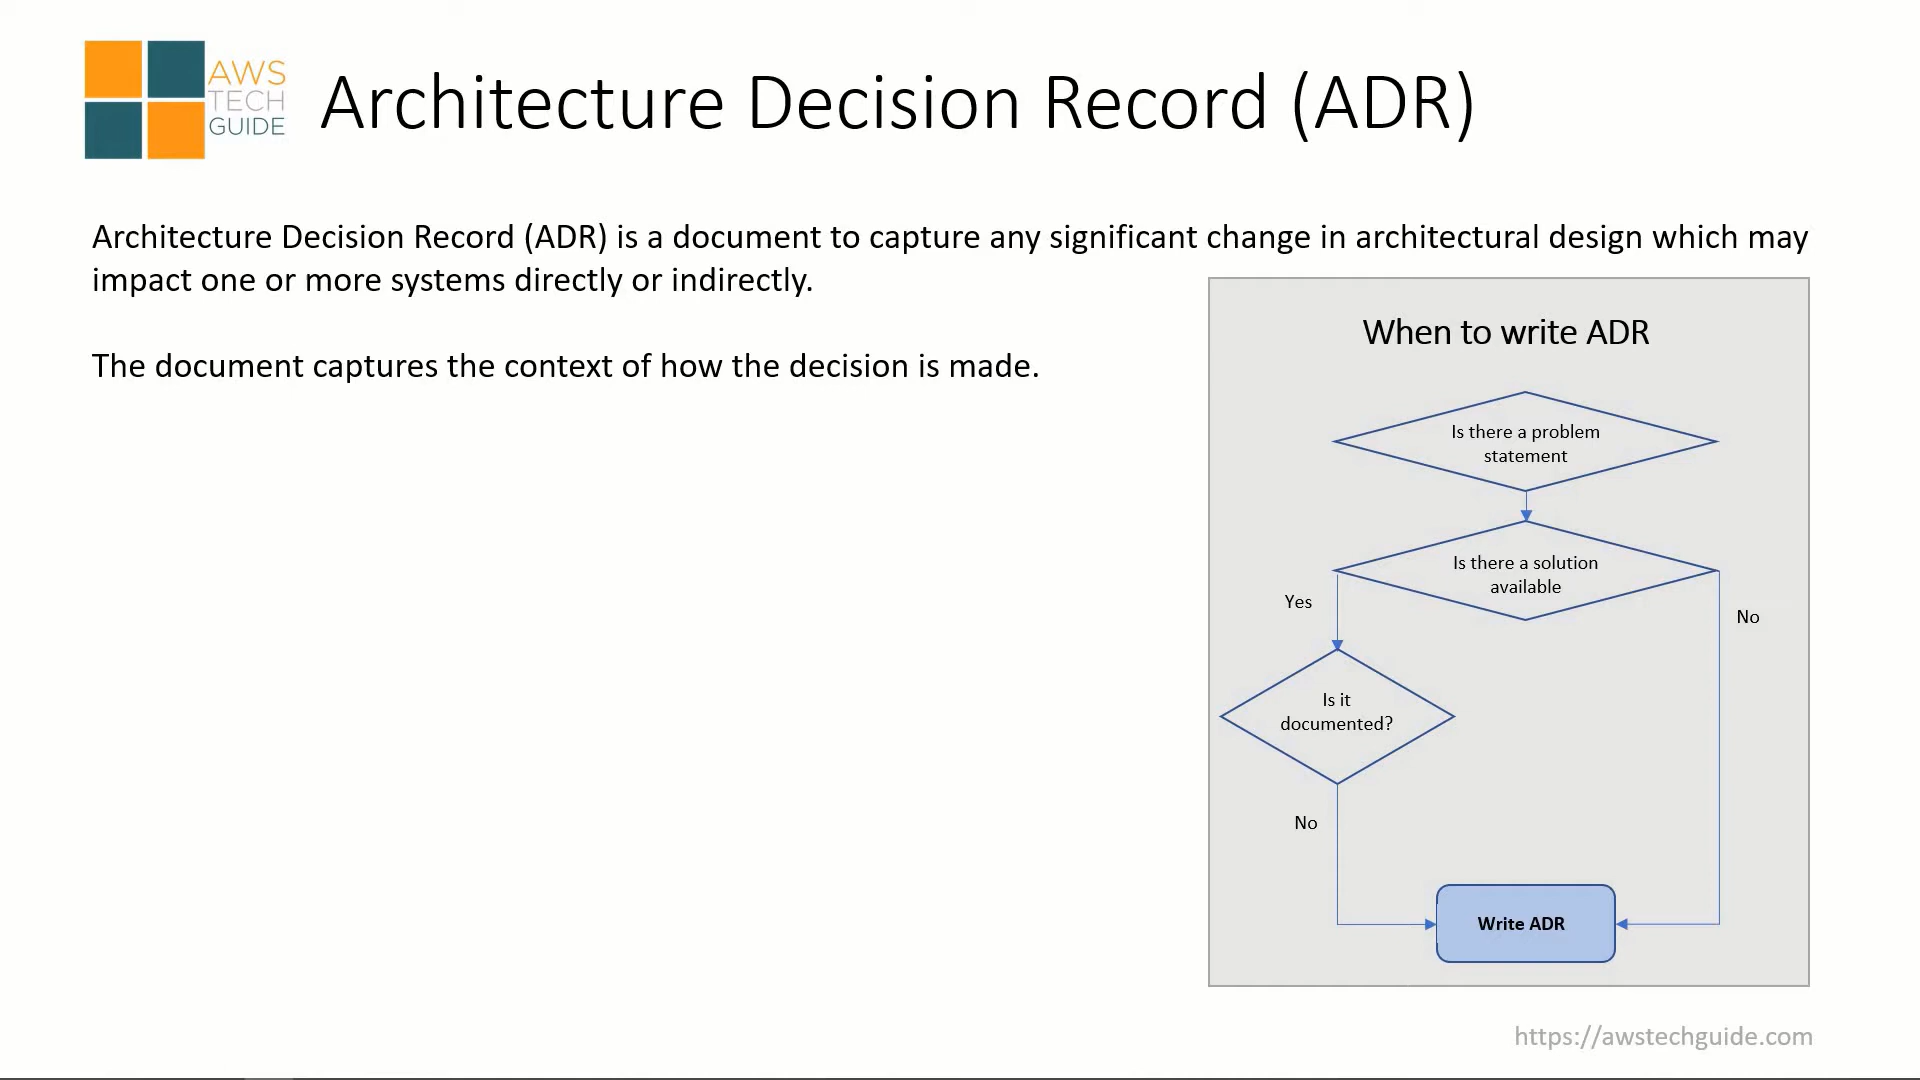 AWS
TECH
GUIDE
Architecture Decision Record (ADR)
Architecture Decision Record (ADR) is a document to capture any significant change in architectural design which may
impact one or more systems directly or indirectly.
The document captures the context of how the decision is made.
When to write ADR
Is there a problem
statement
Is there a solution
available
Yes
No
Is it
documented?
No
Write ADR
https://awstechguide.com